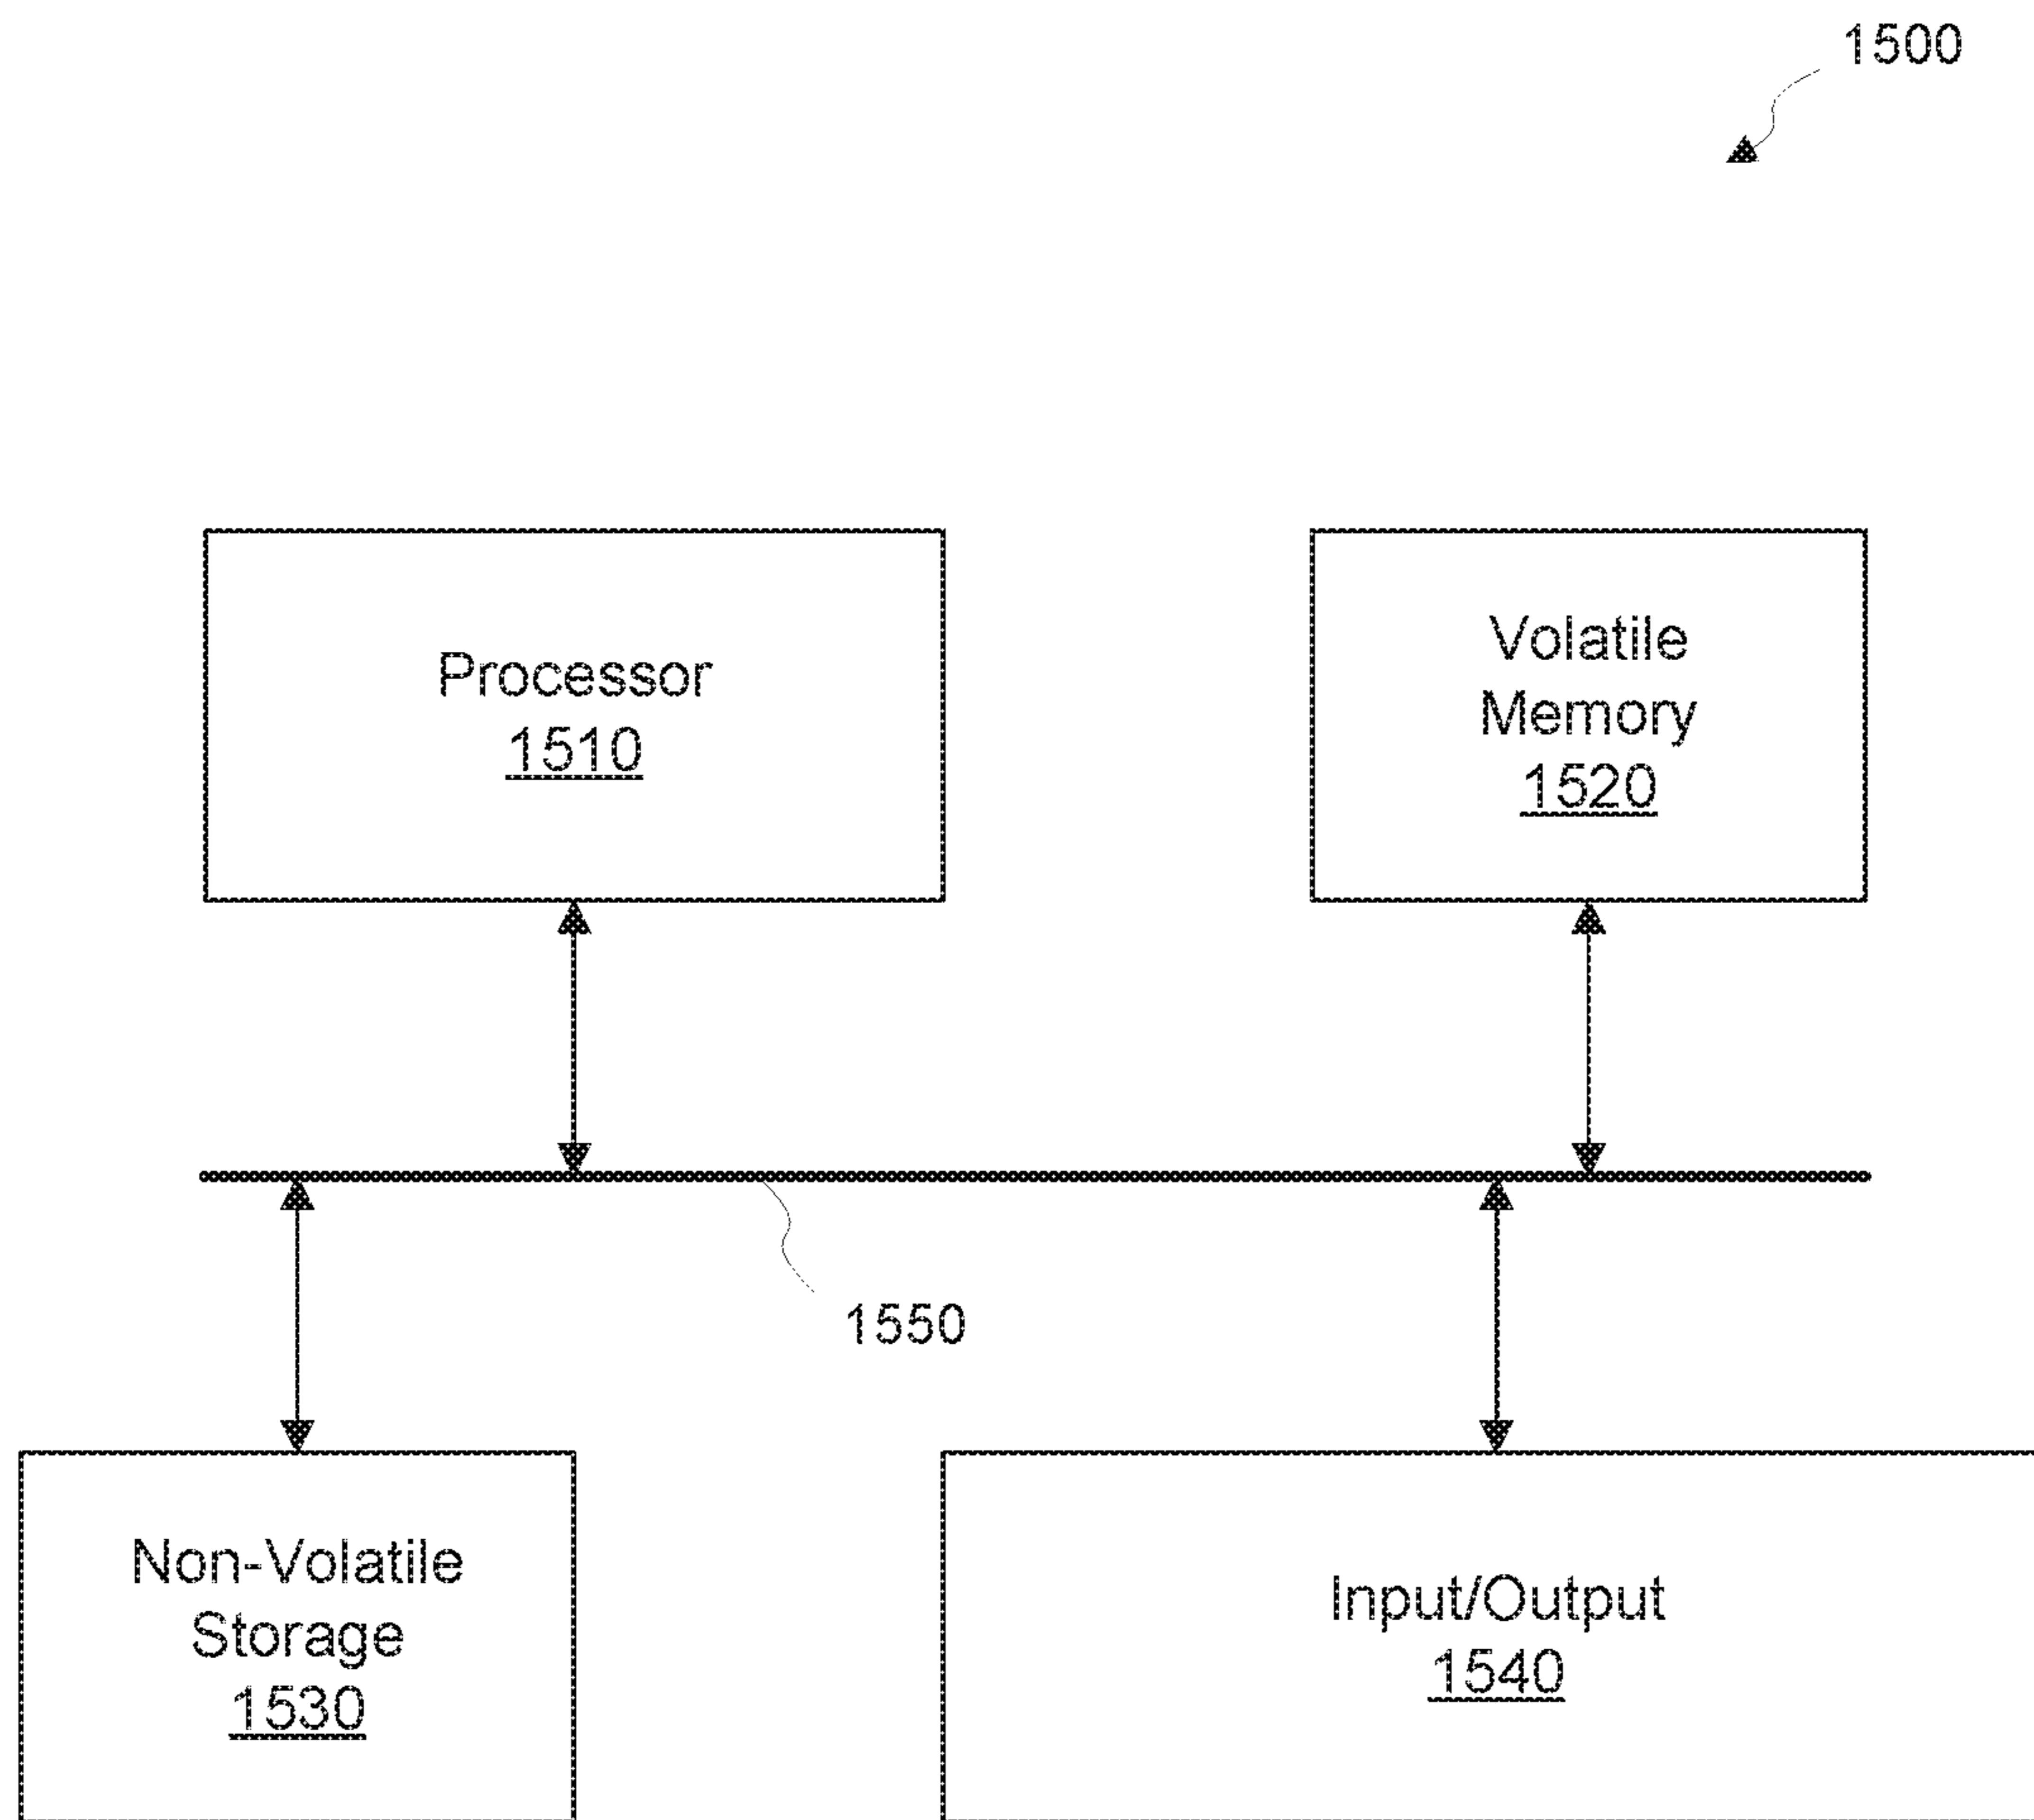 1500
Processor
1510
Volatile
Memory
1520
1550
Non-Volatile
Storage
1530
Input/Output
1540